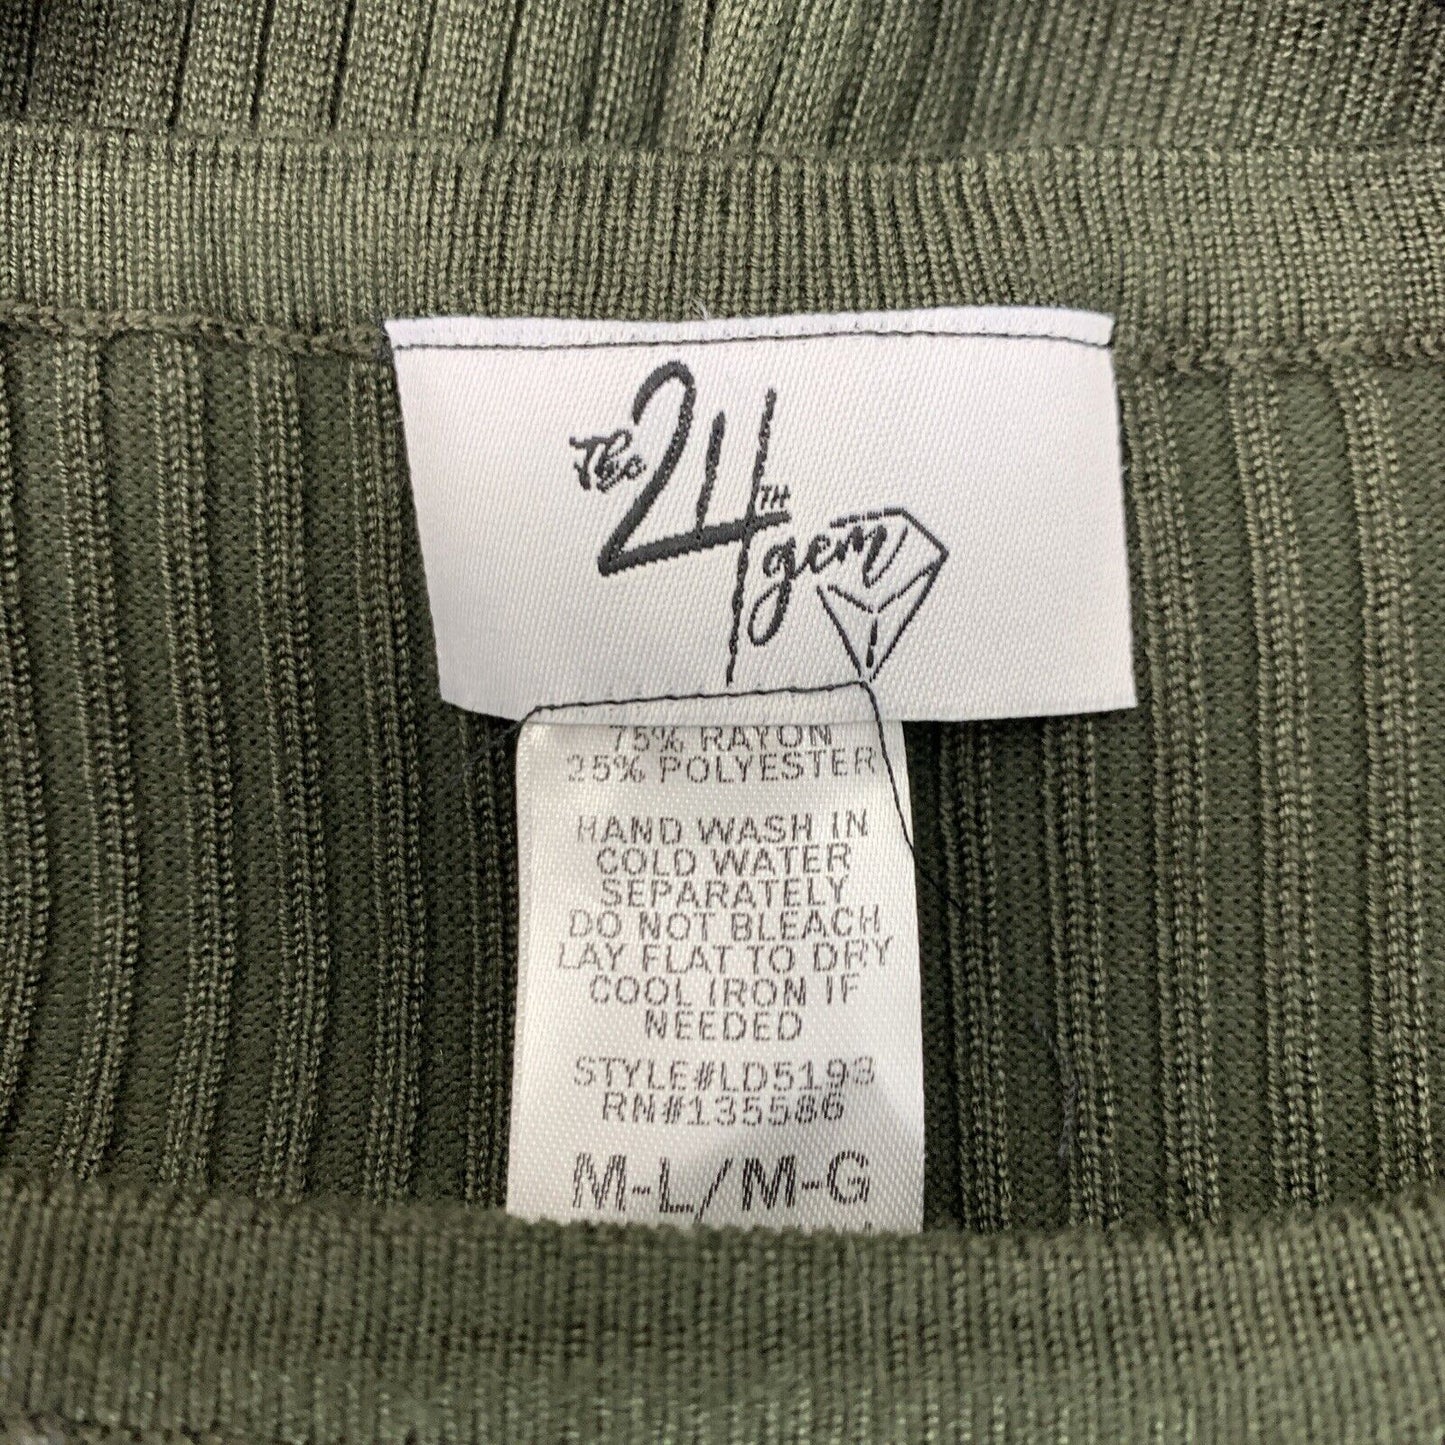 The 24TH gem
75% RAYON
25% POLYESTER
HAND WASH IN
COLD WATER
SEPARATELY
DO NOT BLEACH
LAY FLAT TO DRY
COOL IRON IF
NEEDED
STYLE#LD5193
RN#135586
M-L/M-G